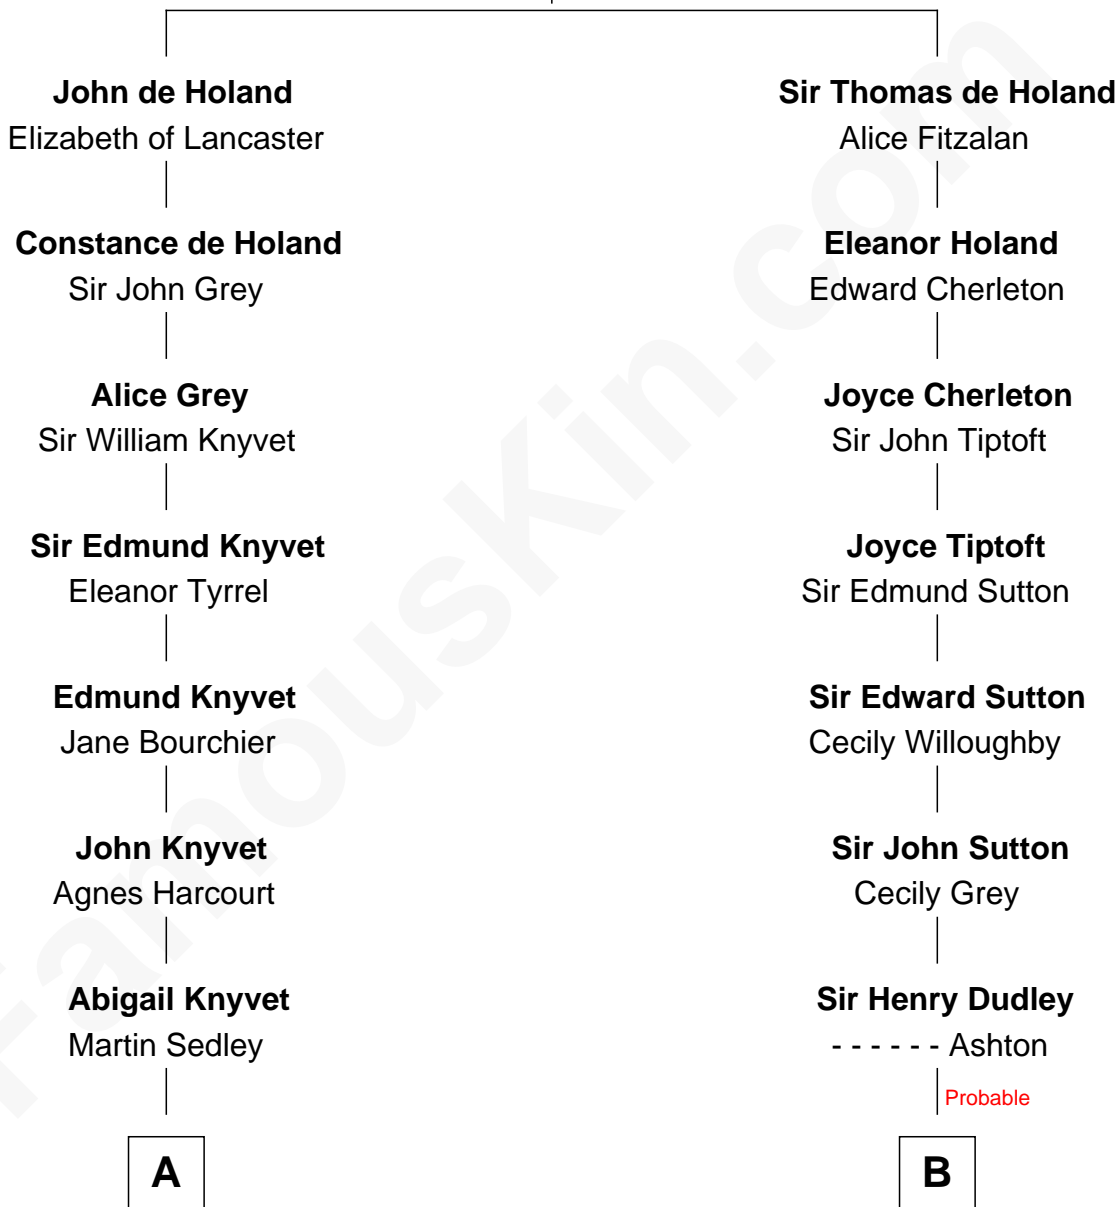 John de Holand
Elizabeth of Lancaster
Constance de Holand
Sir John Grey
Alice Grey
Sir William Knyvet
Sir Edmund Knyvet
Eleanor Tyrrel
Edmund Knyvet
Jane Bourchier
John Knyvet
Agnes Harcourt
Abigail Knyvet
Martin Sedley
A
Sir Thomas de Holand
Alice Fitzalan
Eleanor Holand
Edward Cherleton
Joyce Cherleton
Sir John Tiptoft
Joyce Tiptoft
Sir Edmund Sutton
Sir Edward Sutton
Cecily Willoughby
Sir John Sutton
Cecily Grey
Sir Henry Dudley
- - - - - - Ashton
Probable
B
FamousKin.com